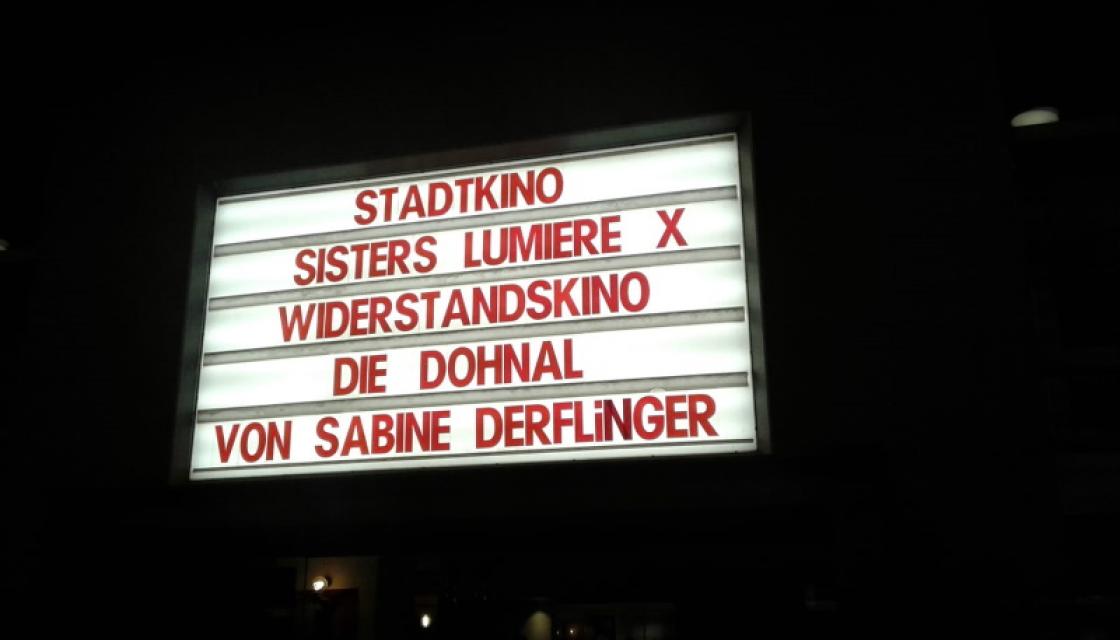 STADTKINO
SISTERS LUMIERE X
WIDERSTANDSKINO
DIE DOHNAL
VON SABINE DERFLiNGER